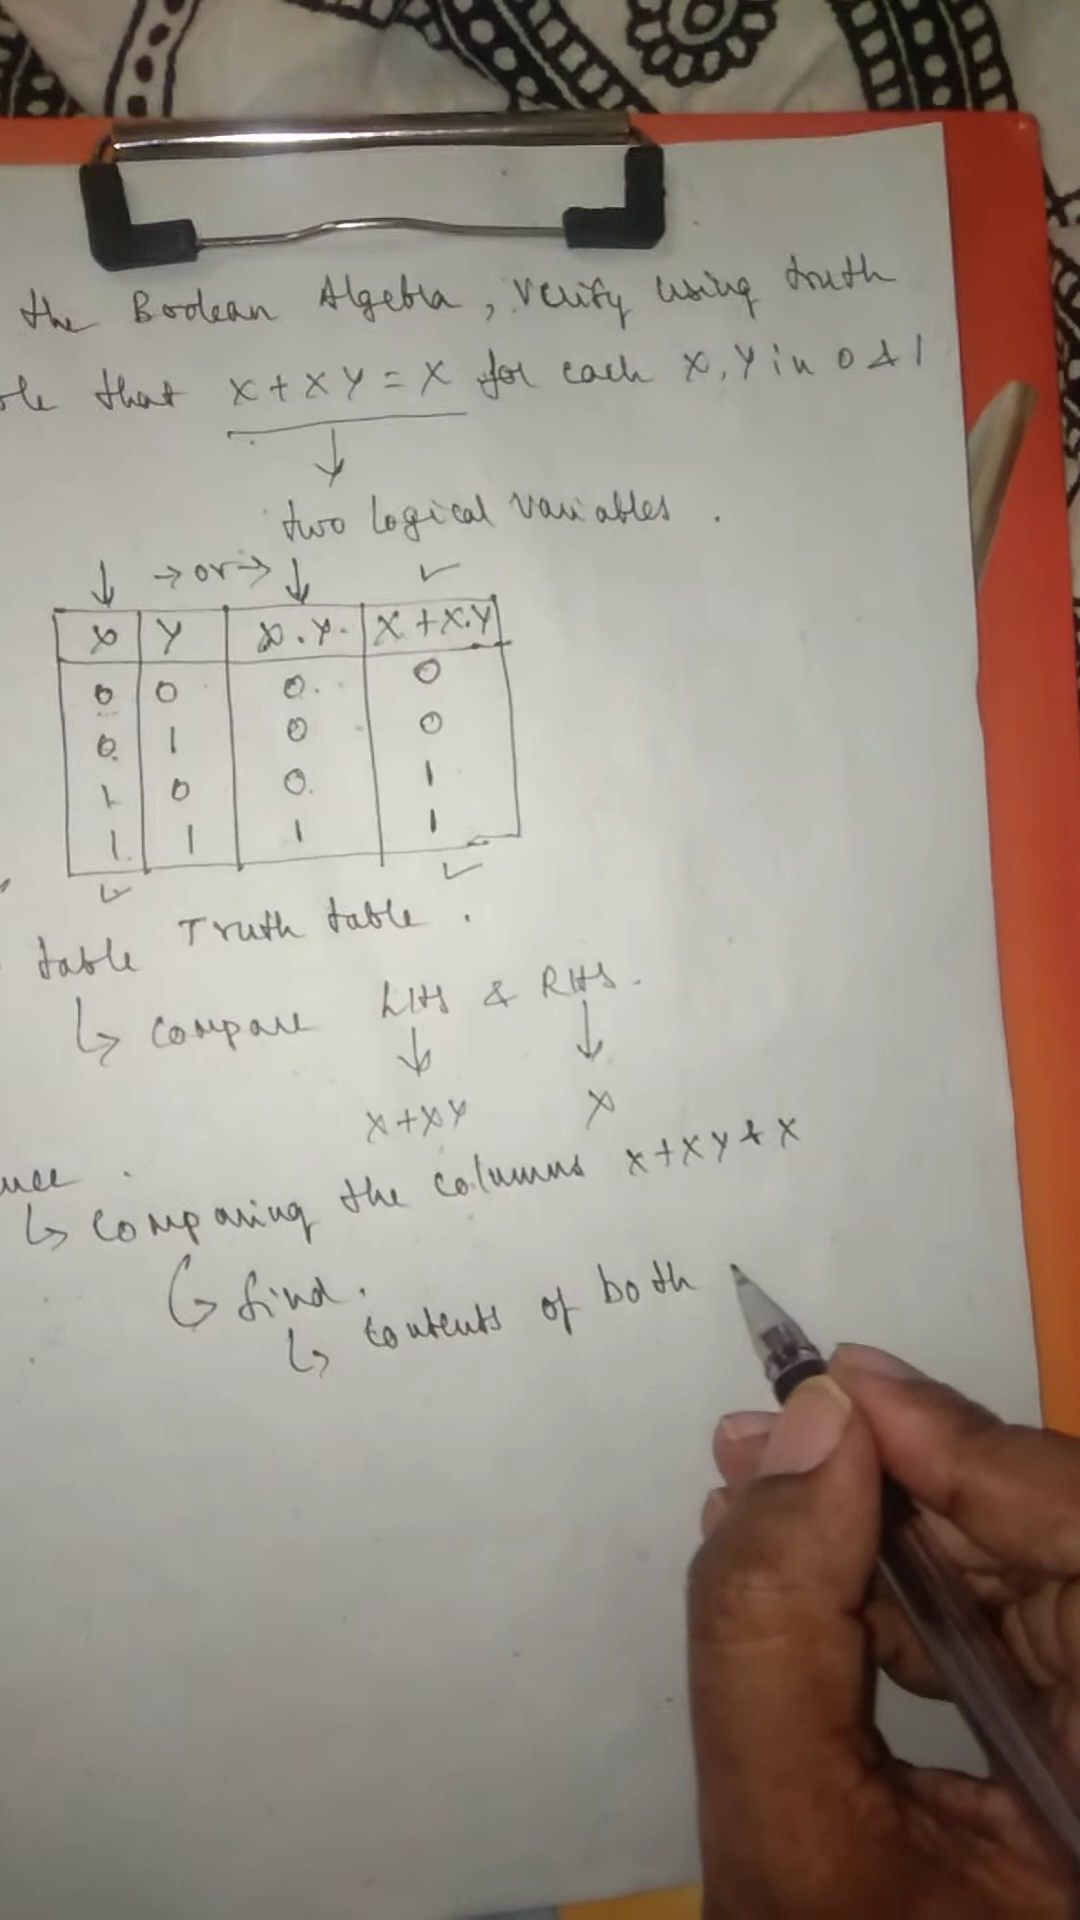 the Boolean Algebra, Verify using truth
that X + X Y = X for each X, Y in 0 & 1
↓
two logical variables.
↓ → or → ↓ ✓
X Y X . Y . X + X.Y
0 0 0. 0
0 1 0 0
1 0 0. 1
1 1 1 1
✓ ✓
Truth table.
table
↳ compare LHS & RHS.
↓ ↓
X+XY X
↳ comparing the columns X+XY & X
↳ find.
↳ contents of both